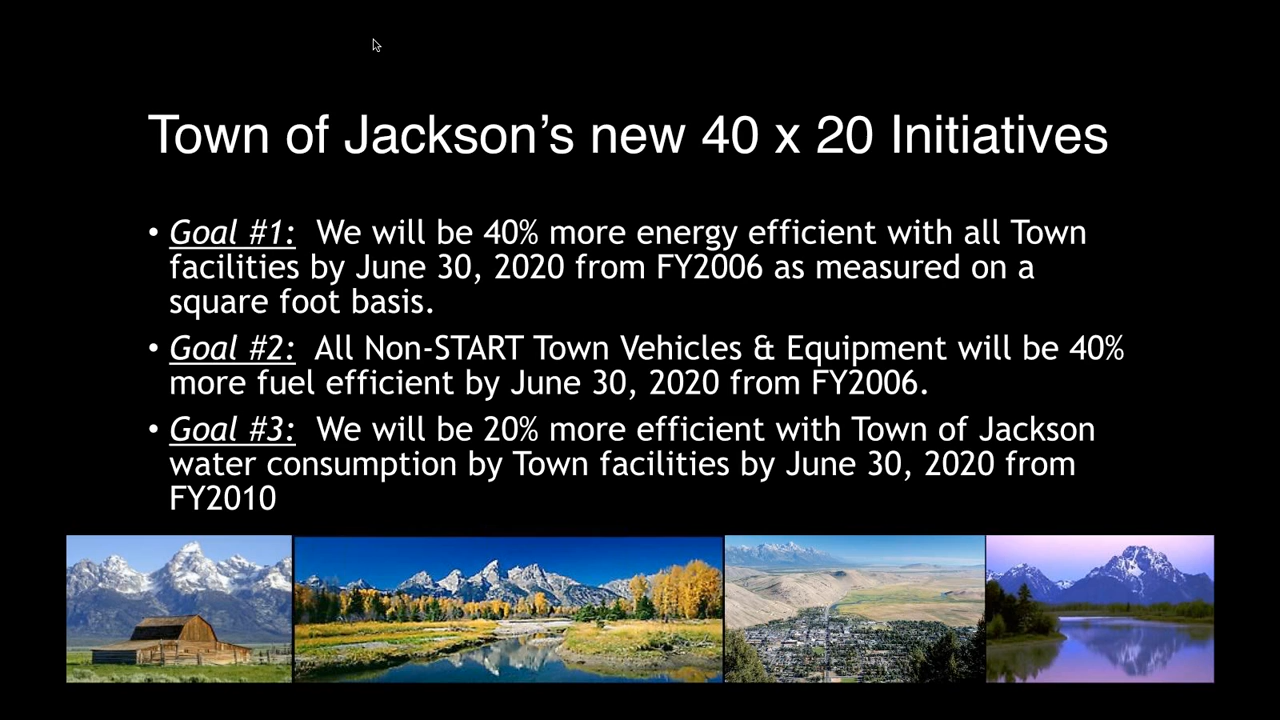 Town of Jackson’s new 40 x 20 Initiatives
• Goal #1:  We will be 40% more energy efficient with all Town
facilities by June 30, 2020 from FY2006 as measured on a
square foot basis.
• Goal #2:  All Non-START Town Vehicles & Equipment will be 40%
more fuel efficient by June 30, 2020 from FY2006.
• Goal #3:  We will be 20% more efficient with Town of Jackson
water consumption by Town facilities by June 30, 2020 from
FY2010